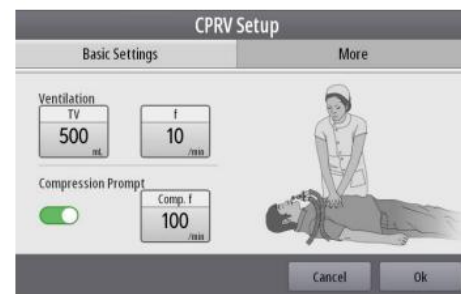 CPRV Setup
Basic Settings
More
Ventilation
TV
500
mL
f
10
/min
Compression Prompt
Comp. f
100
/min
Cancel
Ok